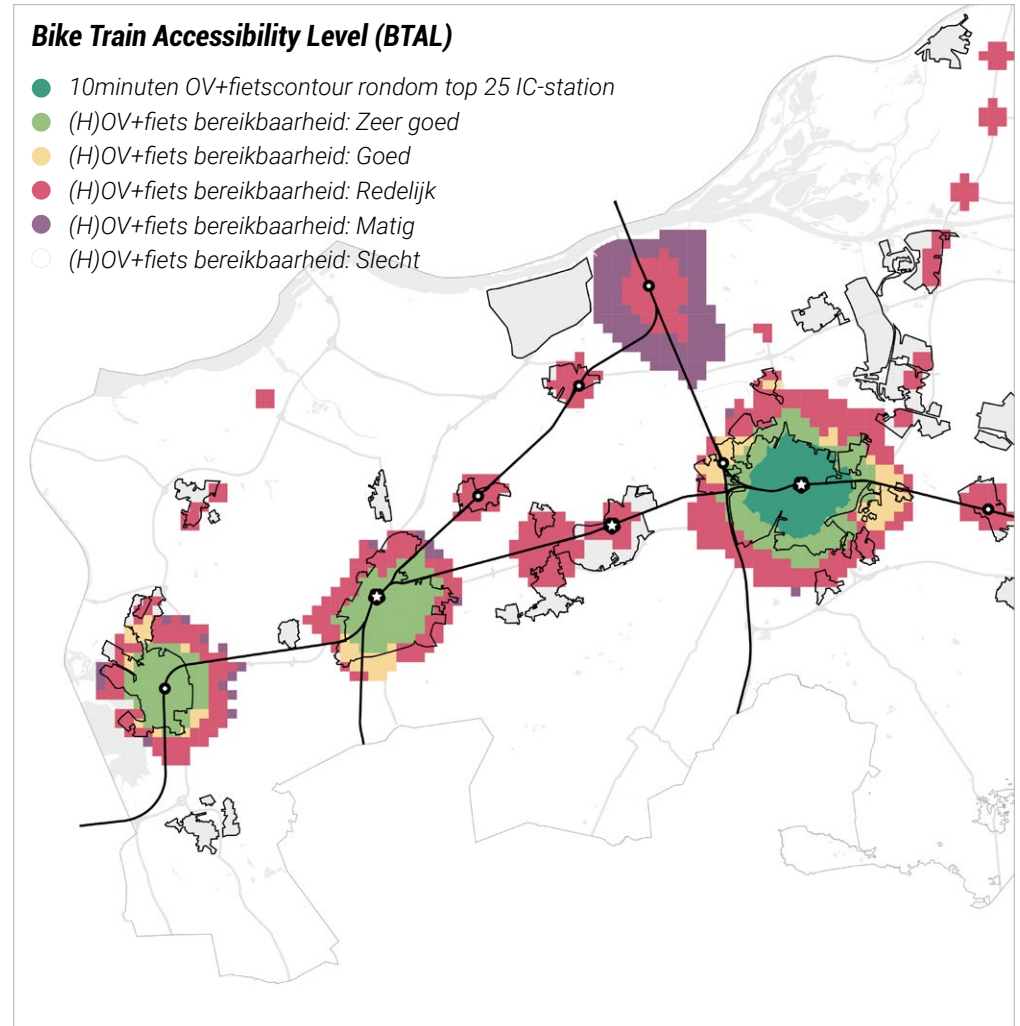 Bike Train Accessibility Level (BTAL)
10minuten OV+fietscontour rondom top 25 IC-station
(H)OV+fiets bereikbaarheid: Zeer goed
(H)OV+fiets bereikbaarheid: Goed
(H)OV+fiets bereikbaarheid: Redelijk
(H)OV+fiets bereikbaarheid: Matig
(H)OV+fiets bereikbaarheid: Slecht